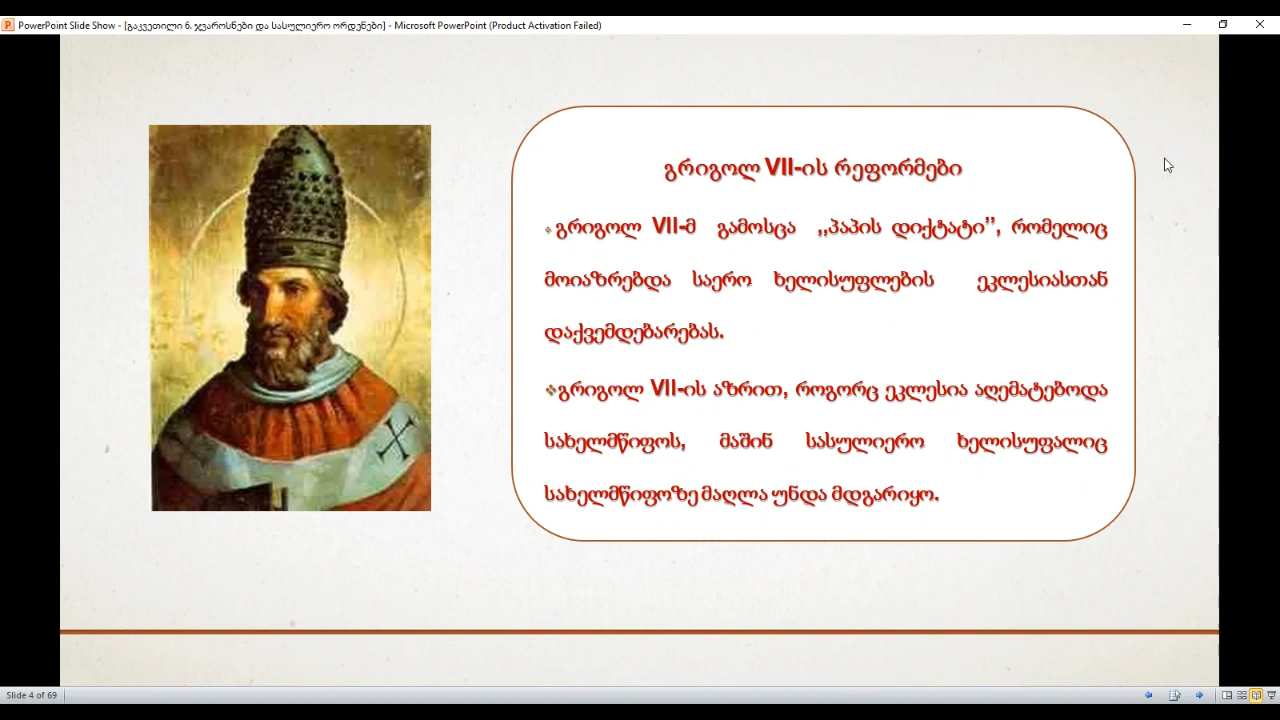 PowerPoint Slide Show - [გაკვეთილი 6. ჯვაროსნები და სასულიერო ორდენები] - Microsoft PowerPoint (Product Activation Failed)
გრიგოლ VII-ის რეფორმები
❖გრიგოლ VII-მ გამოსცა ,,პაპის დიქტატი’’, რომელიც
მოიაზრებდა საერო ხელისუფლების ეკლესიასთან
დაქვემდებარებას.
❖გრიგოლ VII-ის აზრით, როგორც ეკლესია აღემატებოდა
სახელმწიფოს, მაშინ სასულიერო ხელისუფალიც
სახელმწიფოზე მაღლა უნდა მდგარიყო.
Slide 4 of 69